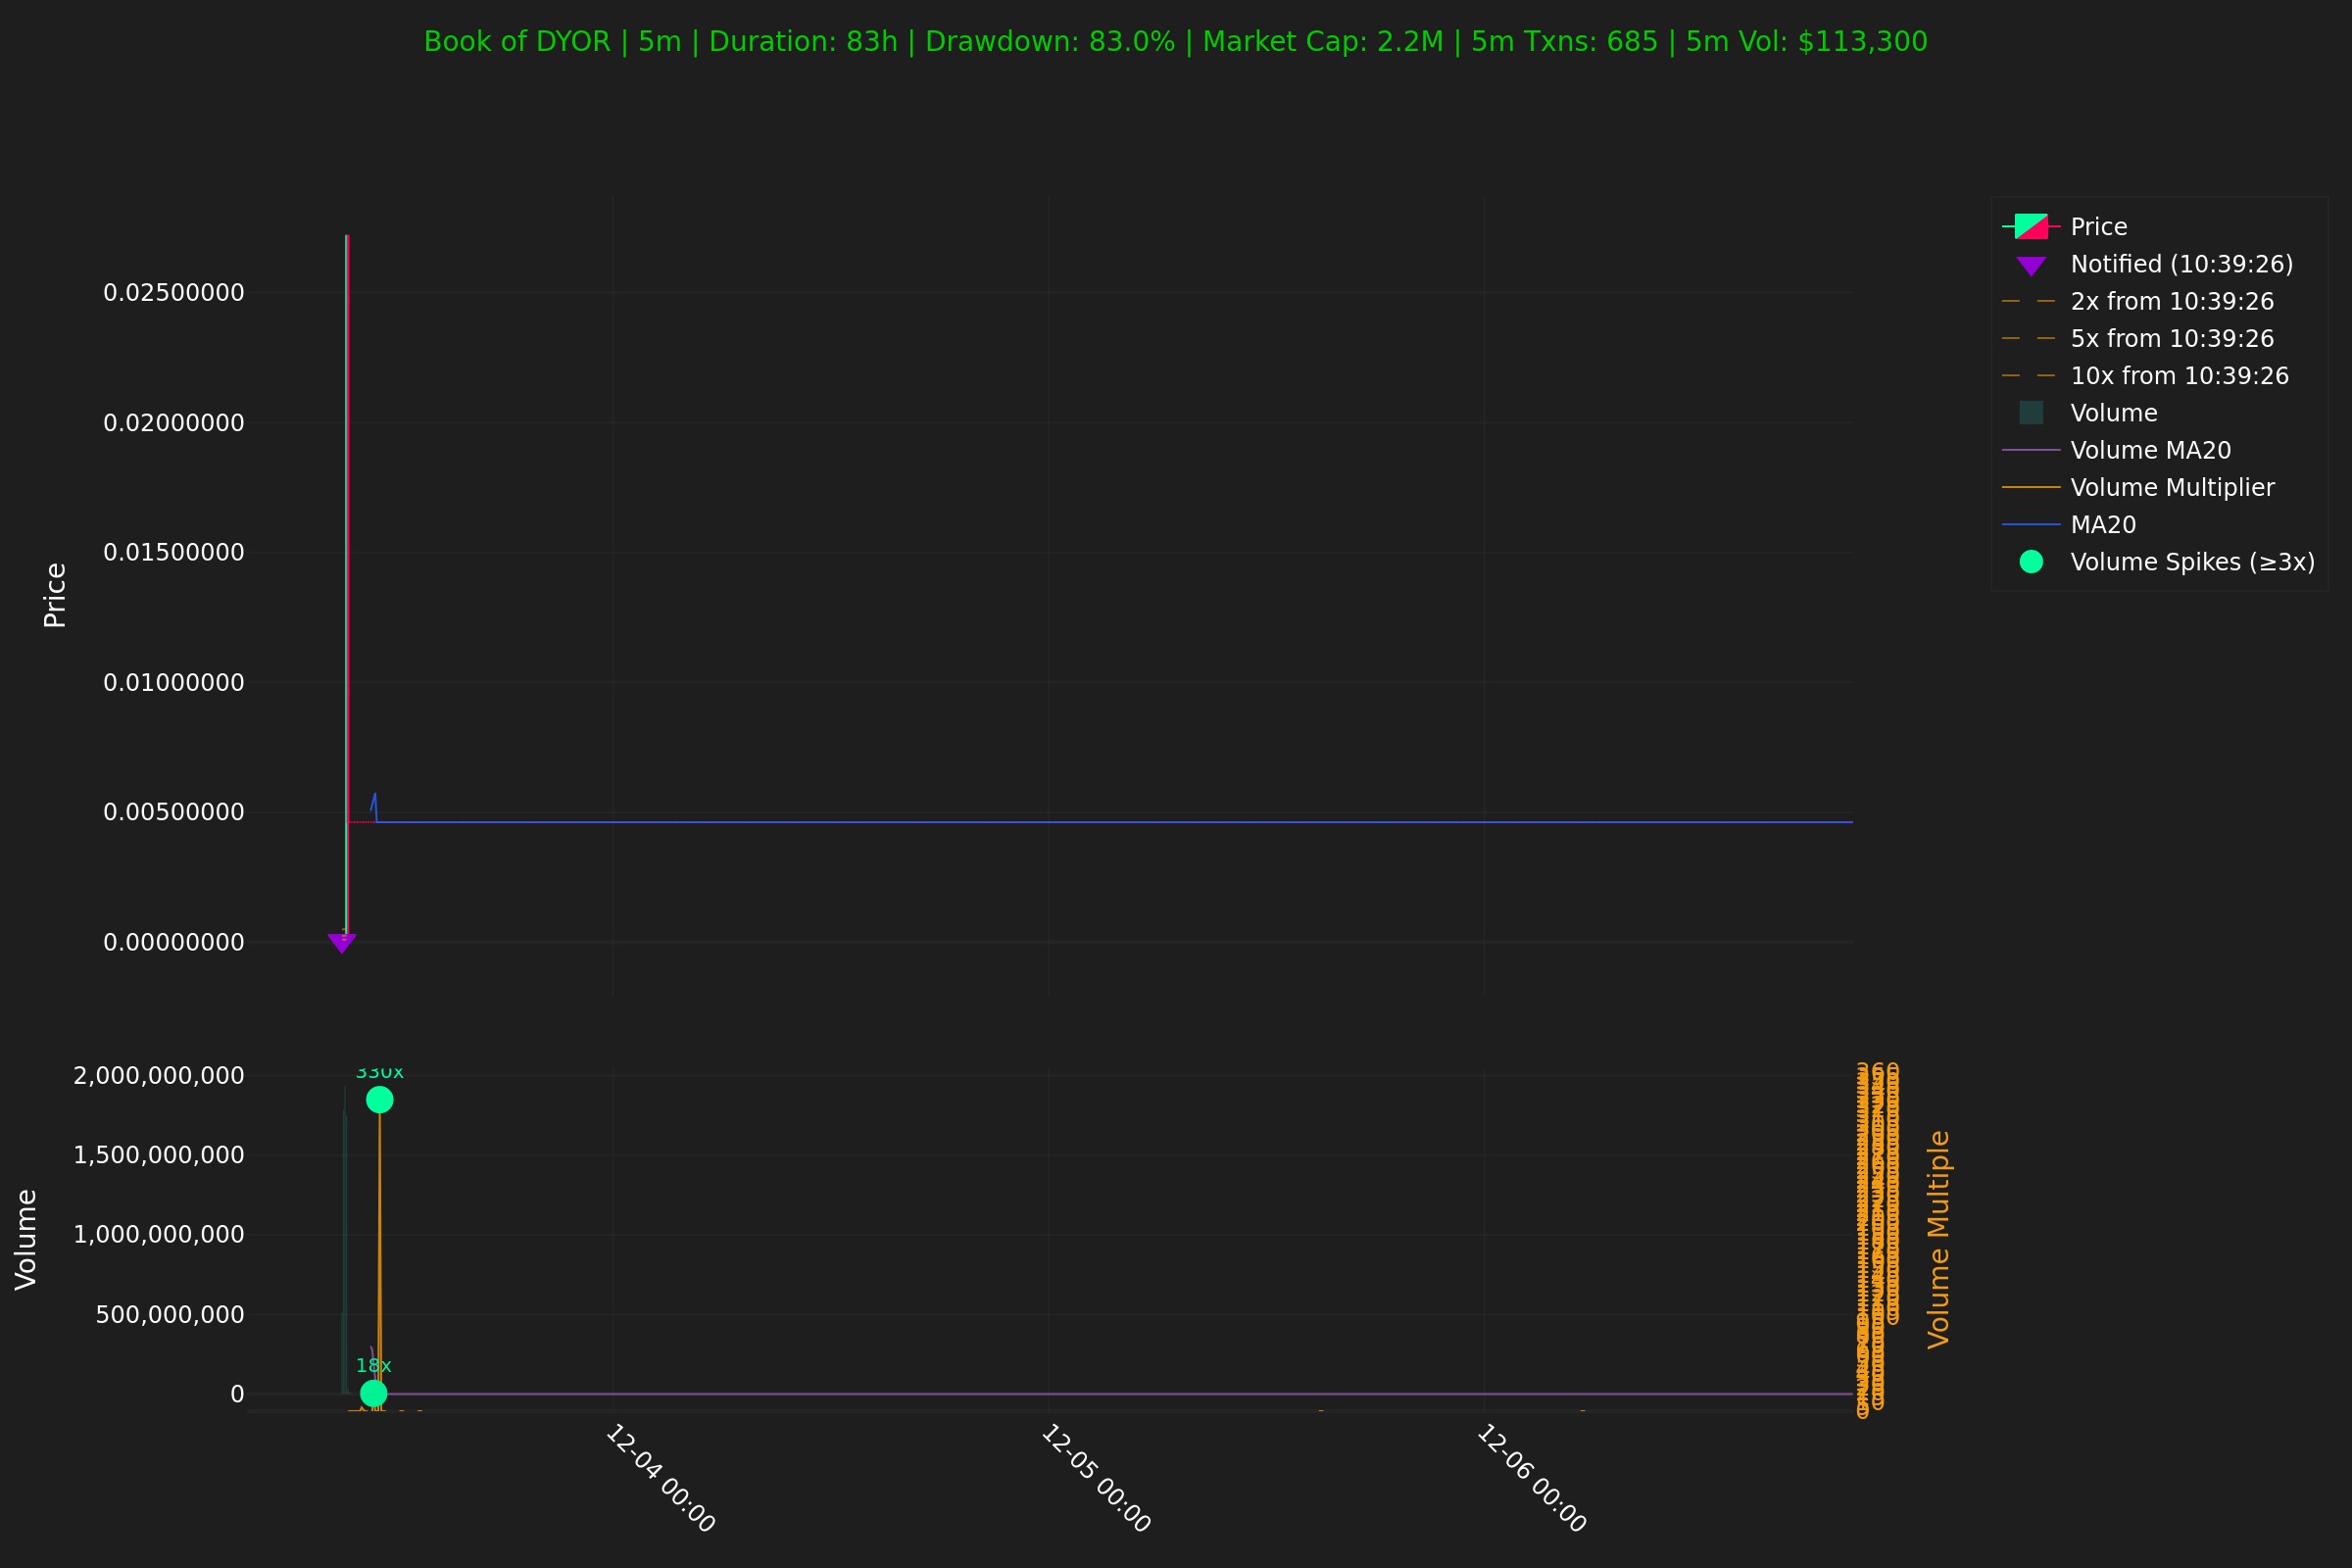 Book of DYOR | 5m | Duration: 83h | Drawdown: 83.0% | Market Cap: 2.2M | 5m Txns: 685 | 5m Vol: $113,300
Price
0.02500000
0.02000000
0.01500000
0.01000000
0.00500000
0.00000000
Price
Notified (10:39:26)
2x from 10:39:26
5x from 10:39:26
10x from 10:39:26
Volume
Volume MA20
Volume Multiplier
MA20
Volume Spikes (≥3x)
Volume
2,000,000,000
1,500,000,000
1,000,000,000
500,000,000
0
330x
18x
360
0
Volume Multiple
12-04 00:00
12-05 00:00
12-06 00:00